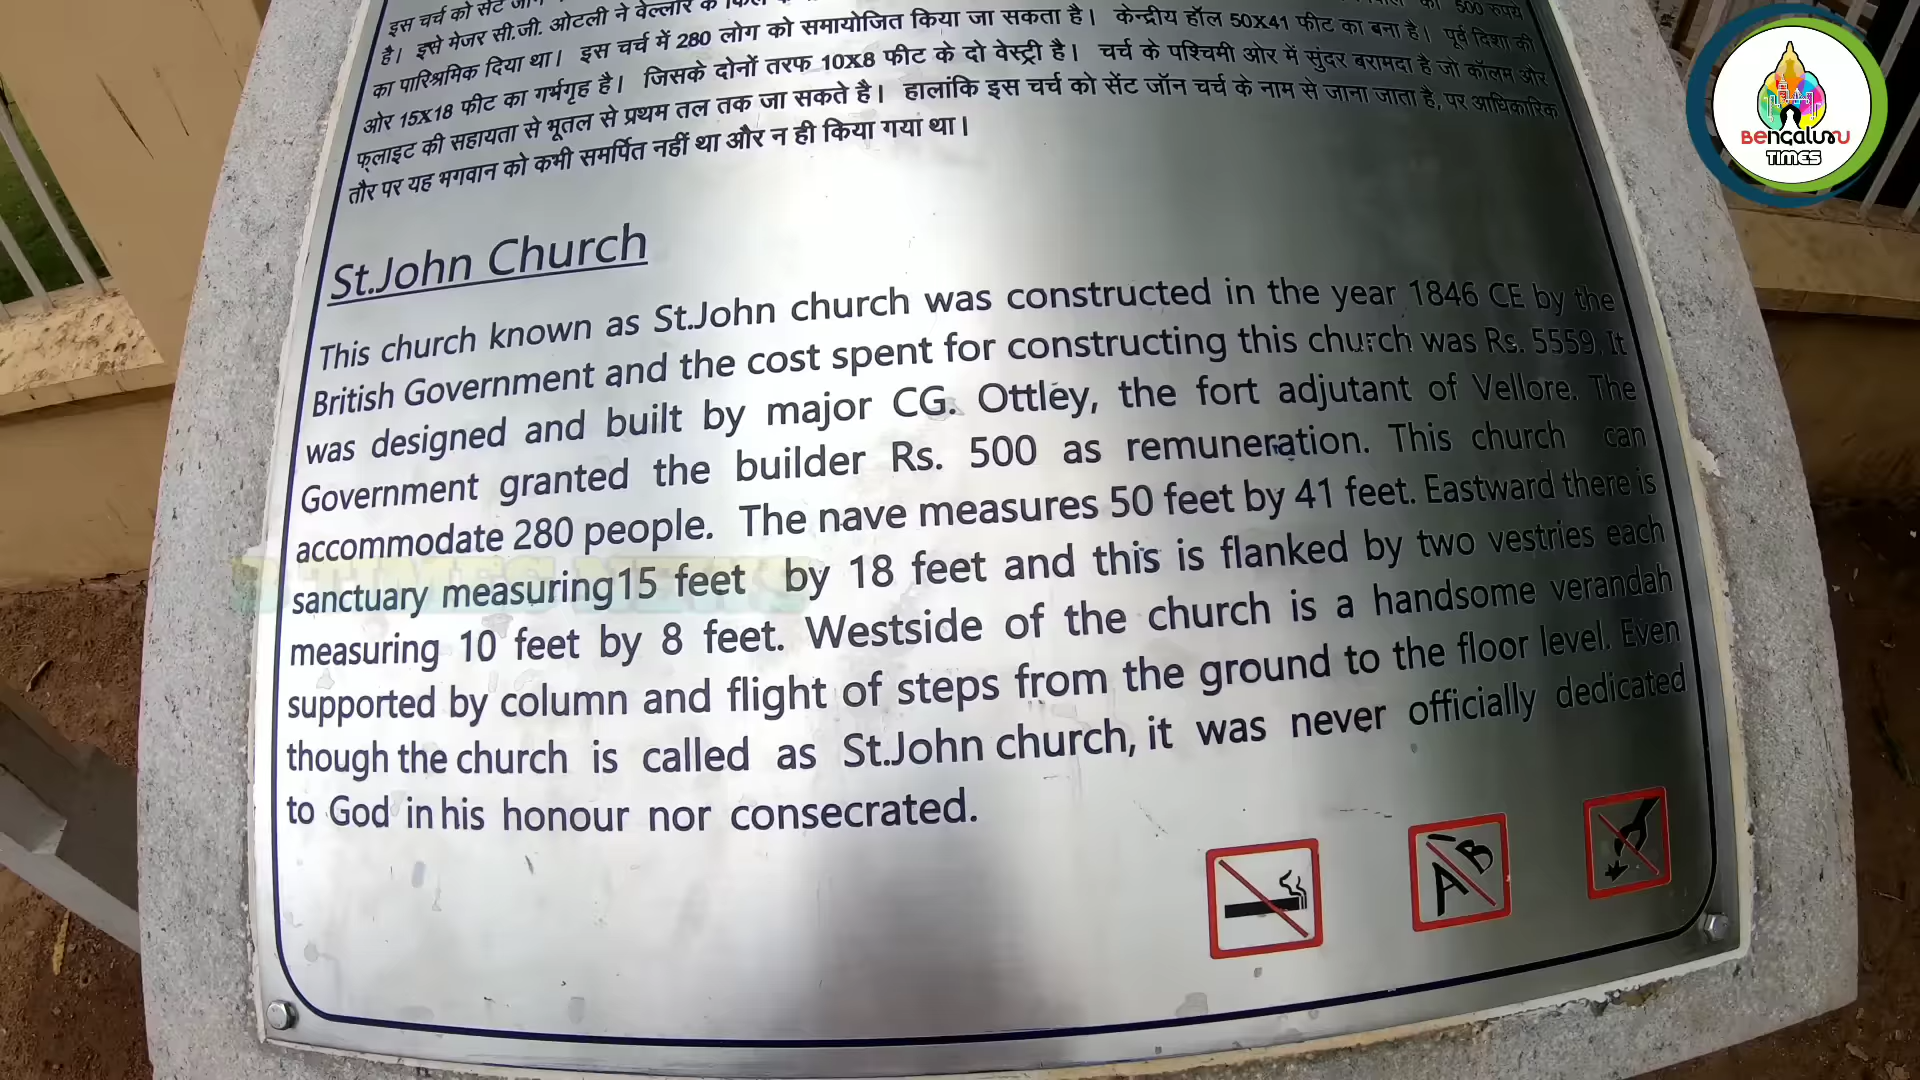 इस चर्च को सेंट जॉन
500 रुपये
है। इसे मेजर सी.जी. ओटली ने वेल्लोर के किले के
का पारिश्रमिक दिया था। इस चर्च में 280 लोग को समायोजित किया जा सकता है। केन्द्रीय हॉल 50X41 फीट का बना है। पूर्व दिशा की
ओर 15X18 फीट का गर्भगृह है। जिसके दोनों तरफ 10X8 फीट के दो वेस्ट्री है। चर्च के पश्चिमी ओर में सुंदर बरामदा है जो कॉलम और
फ्लाइट की सहायता से भूतल से प्रथम तल तक जा सकते है। हालांकि इस चर्च को सेंट जॉन चर्च के नाम से जाना जाता है, पर आधिकारिक
तौर पर यह भगवान को कभी समर्पित नहीं था और न ही किया गया था।
St.John Church
This church known as St.John church was constructed in the year 1846 CE by the
British Government and the cost spent for constructing this church was Rs. 5559. It
was designed and built by major CG. Ottley, the fort adjutant of Vellore. The
Government granted the builder Rs. 500 as remuneration. This church can
accommodate 280 people. The nave measures 50 feet by 41 feet. Eastward there is
sanctuary measuring15 feet by 18 feet and this is flanked by two vestries each
measuring 10 feet by 8 feet. Westside of the church is a handsome verandah
supported by column and flight of steps from the ground to the floor level. Even
though the church is called as St.John church, it was never officially dedicated
to God in his honour nor consecrated.
A B
BENGALURU
TIMES
B TIMES NEWS